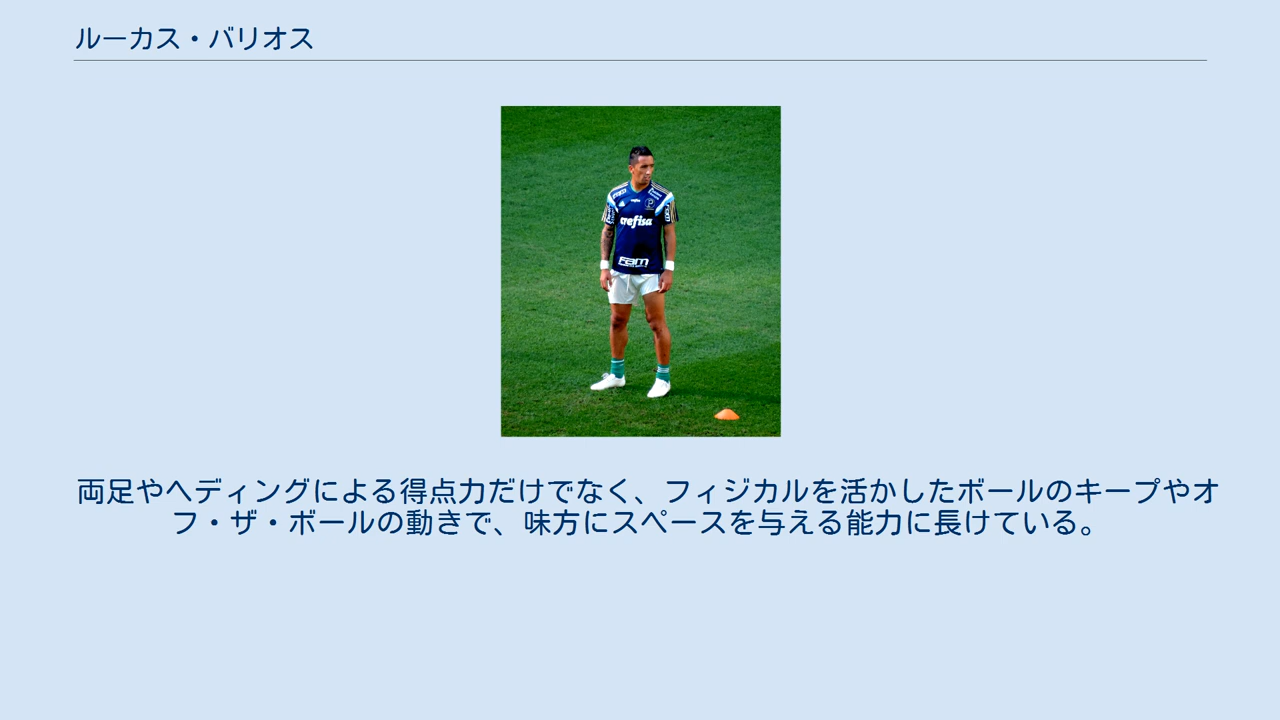 ルーカス・バリオス
crefisa
FAM
両足やヘディングによる得点力だけでなく、フィジカルを活かしたボールのキープやオ
フ・ザ・ボールの動きで、味方にスペースを与える能力に長けている。